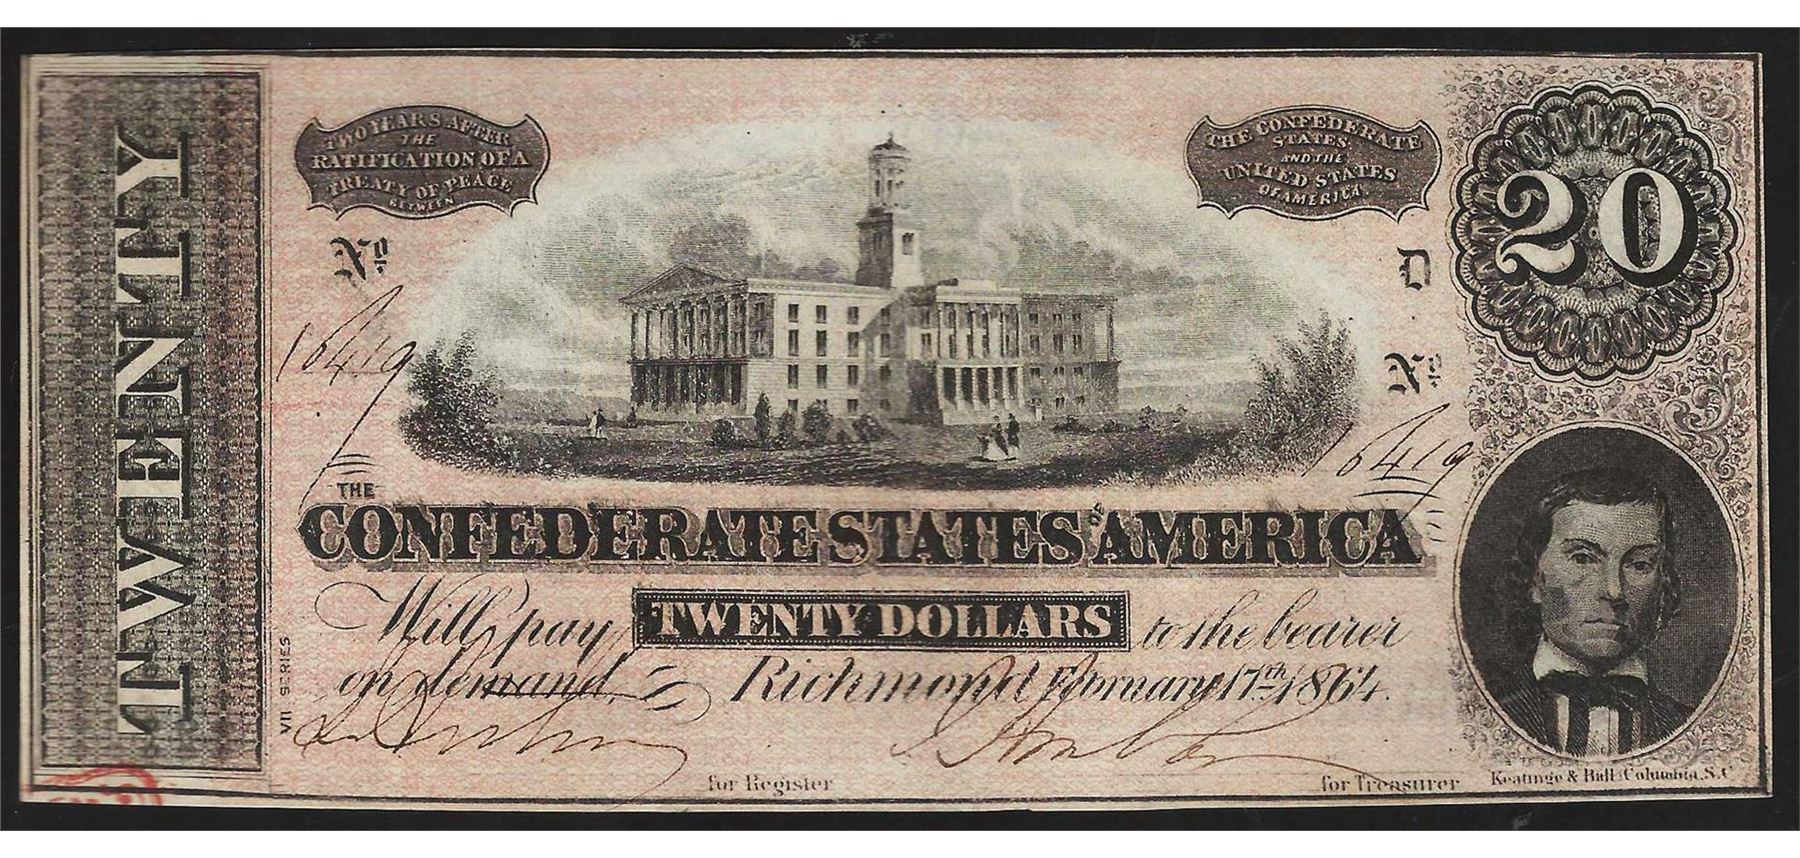 TWENTY
TWO YEARS AFTER
THE
RATIFICATION OF A
TREATY OF PEACE
BETWEEN
THE CONFEDERATE
STATES
AND THE
UNITED STATES
OF AMERICA.
20
No
16419
D
No
16419
THE
CONFEDERATE STATES OF AMERICA
Will pay TWENTY DOLLARS to the bearer
on demand Richmond February 17th 1864.
VII SERIES
for Register
for Treasurer
Keatinge & Ball Columbia, S.C.